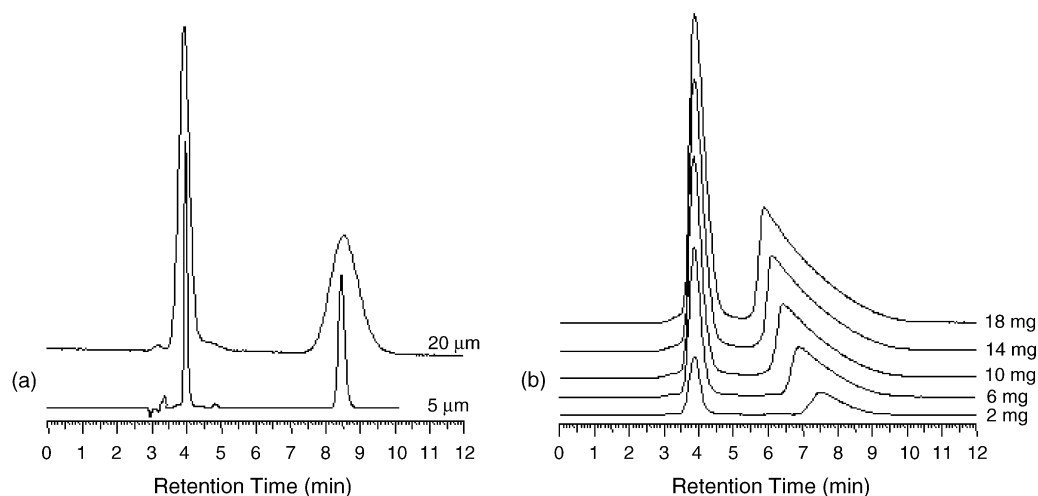 20 µm
(a)
5 µm
0 1 2 3 4 5 6 7 8 9 10 11 12
Retention Time (min)
18 mg
14 mg
(b)
10 mg
6 mg
2 mg
0 1 2 3 4 5 6 7 8 9 10 11 12
Retention Time (min)